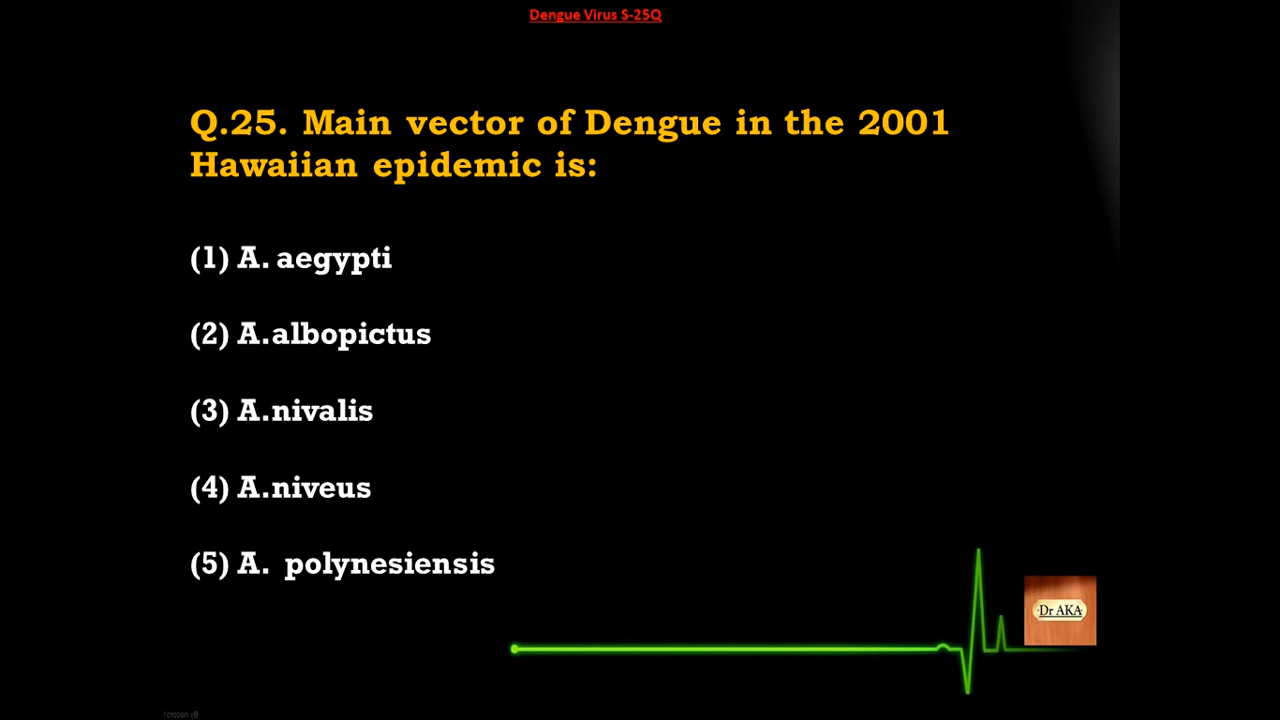 Dengue Virus S-25Q
Q.25. Main vector of Dengue in the 2001
Hawaiian epidemic is:
(1) A. aegypti
(2) A.albopictus
(3) A.nivalis
(4) A.niveus
(5) A. polynesiensis
Dr AKA